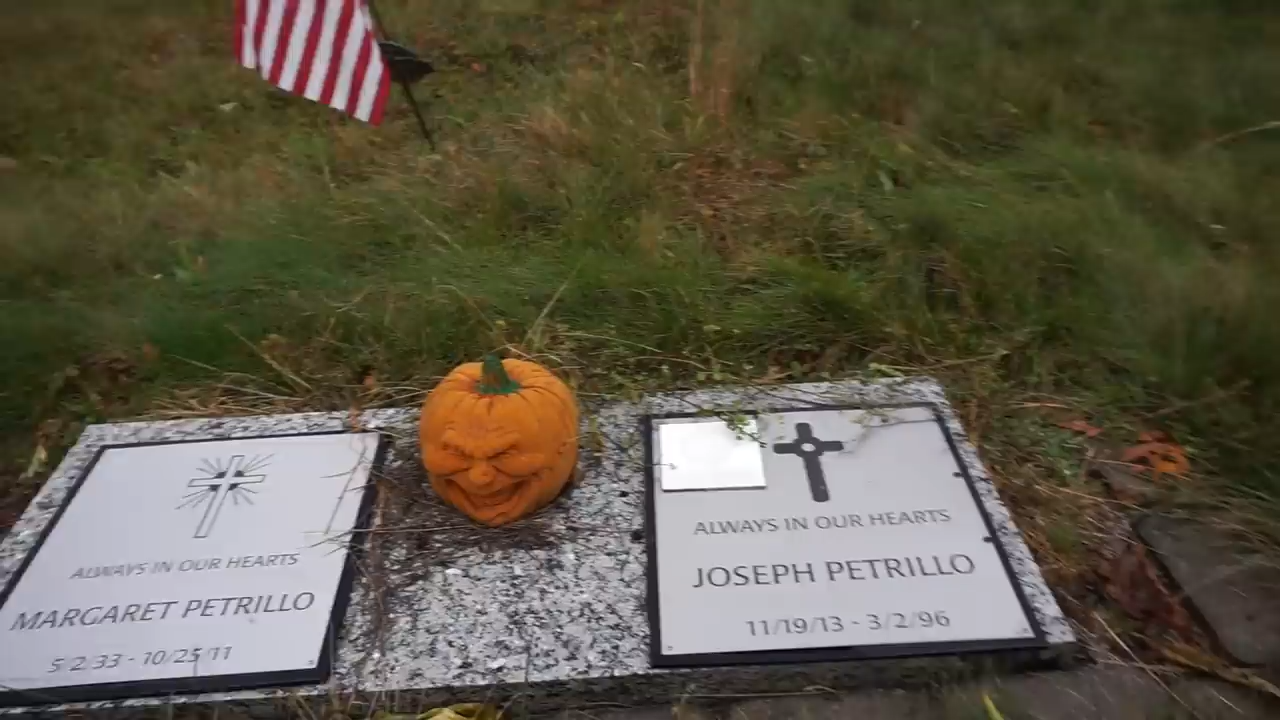 ALWAYS IN OUR HEARTS
MARGARET PETRILLO
5/2/33 - 10/25/11
ALWAYS IN OUR HEARTS
JOSEPH PETRILLO
11/19/13 - 3/2/96